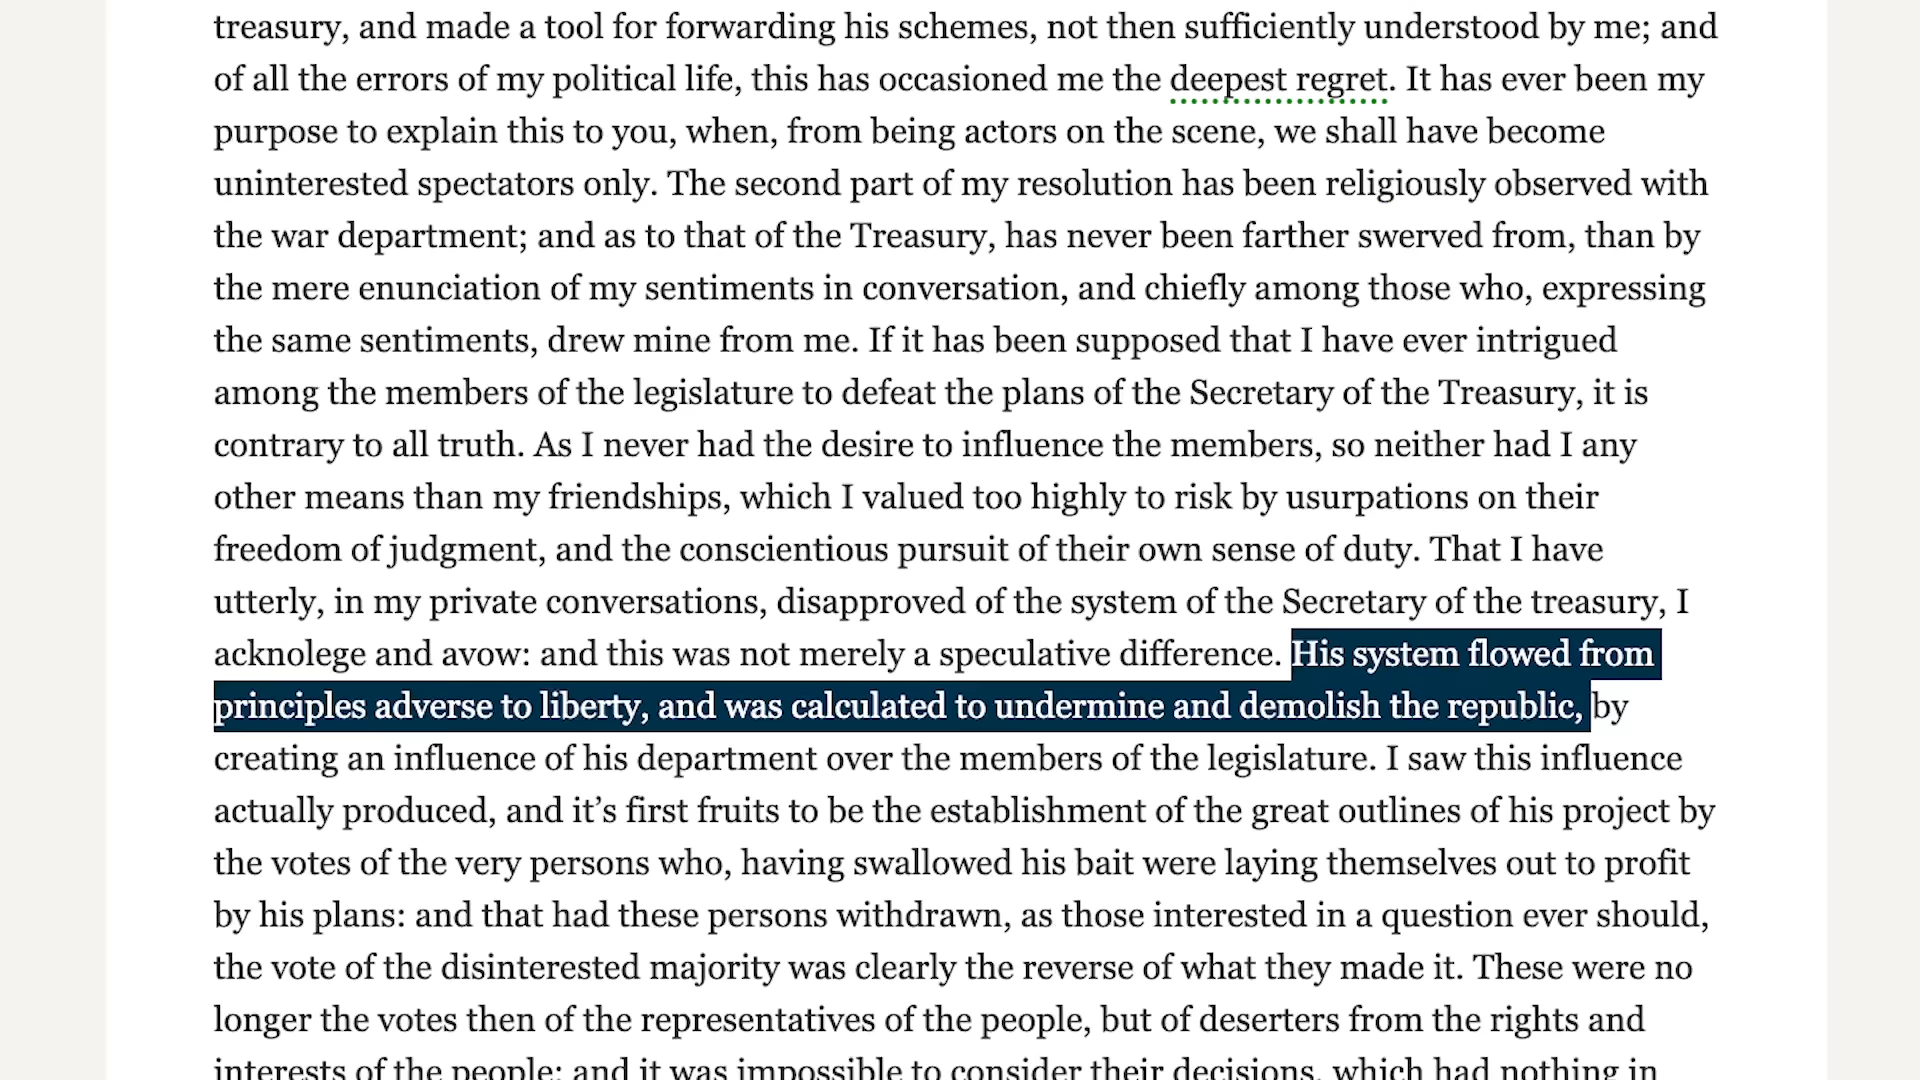 treasury, and made a tool for forwarding his schemes, not then sufficiently understood by me; and
of all the errors of my political life, this has occasioned me the deepest regret. It has ever been my
purpose to explain this to you, when, from being actors on the scene, we shall have become
uninterested spectators only. The second part of my resolution has been religiously observed with
the war department; and as to that of the Treasury, has never been farther swerved from, than by
the mere enunciation of my sentiments in conversation, and chiefly among those who, expressing
the same sentiments, drew mine from me. If it has been supposed that I have ever intrigued
among the members of the legislature to defeat the plans of the Secretary of the Treasury, it is
contrary to all truth. As I never had the desire to influence the members, so neither had I any
other means than my friendships, which I valued too highly to risk by usurpations on their
freedom of judgment, and the conscientious pursuit of their own sense of duty. That I have
utterly, in my private conversations, disapproved of the system of the Secretary of the treasury, I
acknolege and avow: and this was not merely a speculative difference. His system flowed from
principles adverse to liberty, and was calculated to undermine and demolish the republic, by
creating an influence of his department over the members of the legislature. I saw this influence
actually produced, and it’s first fruits to be the establishment of the great outlines of his project by
the votes of the very persons who, having swallowed his bait were laying themselves out to profit
by his plans: and that had these persons withdrawn, as those interested in a question ever should,
the vote of the disinterested majority was clearly the reverse of what they made it. These were no
longer the votes then of the representatives of the people, but of deserters from the rights and
interests of the people: and it was impossible to consider their decisions, which had nothing in